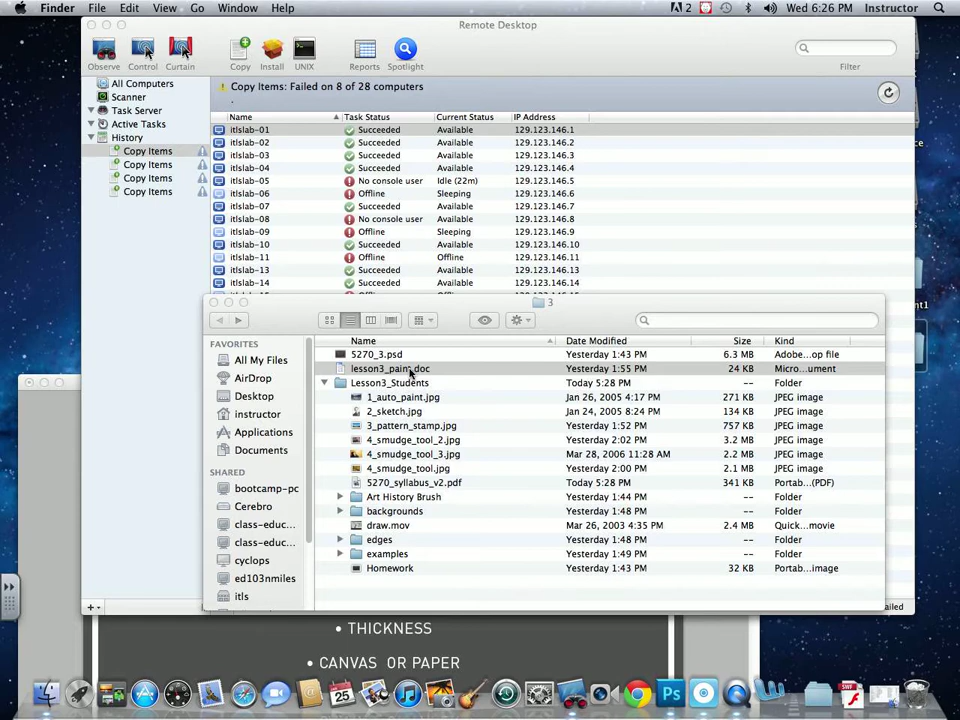 Finder File Edit View Go Window Help 2 Wed 6:26 PM Instructor
Remote Desktop
Observe Control Curtain Copy Install UNIX Reports Spotlight Filter
All Computers
Scanner
Task Server
Active Tasks
History
Copy Items
Copy Items
Copy Items
Copy Items
Copy Items: Failed on 8 of 28 computers
.
Name Task Status Current Status IP Address
itlslab-01 Succeeded Available 129.123.146.1
itlslab-02 Succeeded Available 129.123.146.2
itlslab-03 Succeeded Available 129.123.146.3
itlslab-04 Succeeded Available 129.123.146.4
itlslab-05 No console user Idle (22m) 129.123.146.5
itlslab-06 Offline Sleeping 129.123.146.6
itlslab-07 Succeeded Available 129.123.146.7
itlslab-08 No console user Available 129.123.146.8
itlslab-09 Offline Sleeping 129.123.146.9
itlslab-10 Succeeded Available 129.123.146.10
itlslab-11 Offline Offline 129.123.146.11
itlslab-13 Succeeded Available 129.123.146.13
itlslab-14 Succeeded Available 129.123.146.14
3
FAVORITES
All My Files
AirDrop
Desktop
instructor
Applications
Documents
SHARED
bootcamp-pc
Cerebro
class-educ...
class-educ...
cyclops
ed103nmiles
itls
Name Date Modified Size Kind
5270_3.psd Yesterday 1:43 PM 6.3 MB Adobe...op file
lesson3_paint.doc Yesterday 1:55 PM 24 KB Micro...ument
Lesson3_Students Today 5:28 PM -- Folder
1_auto_paint.jpg Jan 26, 2005 4:17 PM 271 KB JPEG image
2_sketch.jpg Jan 24, 2005 8:24 PM 134 KB JPEG image
3_pattern_stamp.jpg Yesterday 1:52 PM 757 KB JPEG image
4_smudge_tool_2.jpg Yesterday 2:02 PM 3.2 MB JPEG image
4_smudge_tool_3.jpg Mar 28, 2006 11:28 AM 2.2 MB JPEG image
4_smudge_tool.jpg Yesterday 2:00 PM 2.1 MB JPEG image
5270_syllabus_v2.pdf Today 5:28 PM 341 KB Porta...(PDF)
Art History Brush Yesterday 1:44 PM -- Folder
backgrounds Yesterday 1:48 PM -- Folder
draw.mov Mar 26, 2003 4:35 PM 2.4 MB Quick...movie
edges Yesterday 1:48 PM -- Folder
examples Yesterday 1:49 PM -- Folder
Homework Yesterday 1:43 PM 32 KB Portab...image
ailed
• THICKNESS
• CANVAS OR PAPER
25
Ps
SWF